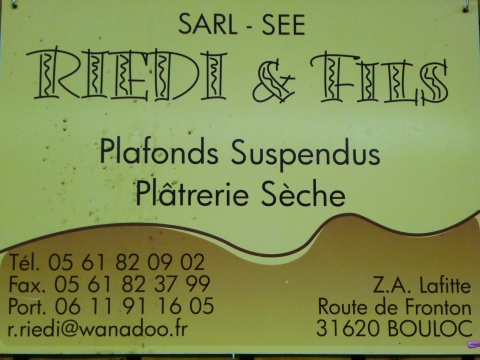 SARL - SEE
RIEDI & FILS
Plafonds Suspendus
Plâtrerie Sèche
Tél. 05 61 82 09 02
Fax. 05 61 82 37 99
Port. 06 11 91 16 05
r.riedi@wanadoo.fr
Z.A. Lafitte
Route de Fronton
31620 BOULOC